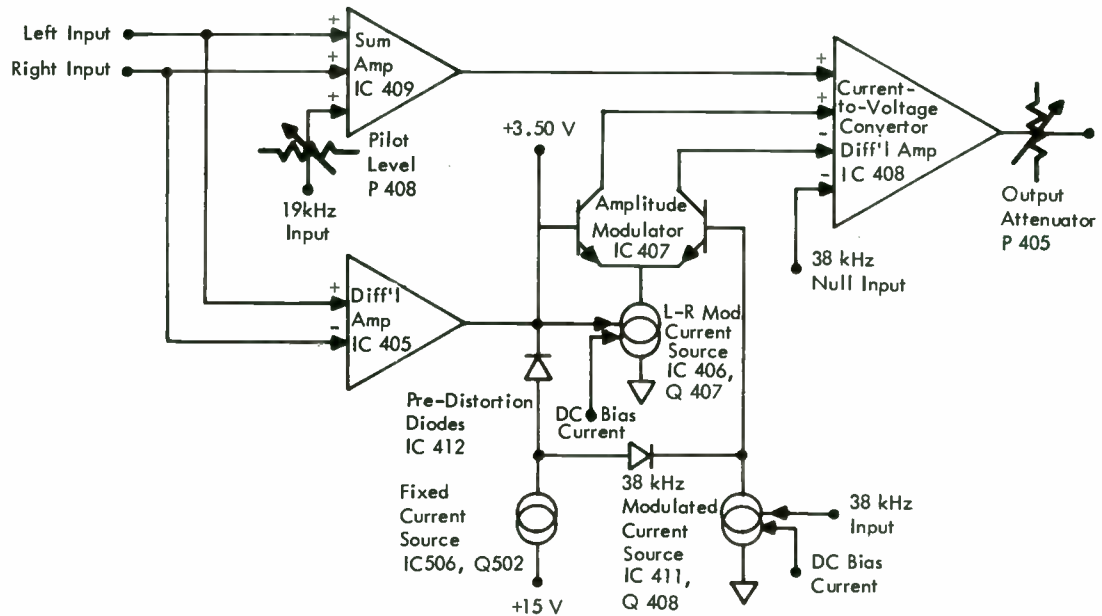 Left Input
Right Input
+
Sum
+
Amp
IC 409
+
Pilot
Level
P 408
19kHz
Input
+3.50 V
+
Current-
to-Voltage
+
Convertor
-
Diff'l Amp
IC 408
-
Output
Attenuator
P 405
38 kHz
Null Input
Amplitude
Modulator
IC 407
+
Diff'l
Amp
-
IC 405
L-R Mod
Current
Source
IC 406,
Q 407
Pre-Distortion
Diodes
IC 412
DC Bias
Current
Fixed
Current
Source
IC506, Q502
+15 V
38 kHz
Modulated
Current
Source
IC 411,
Q 408
38 kHz
Input
DC Bias
Current